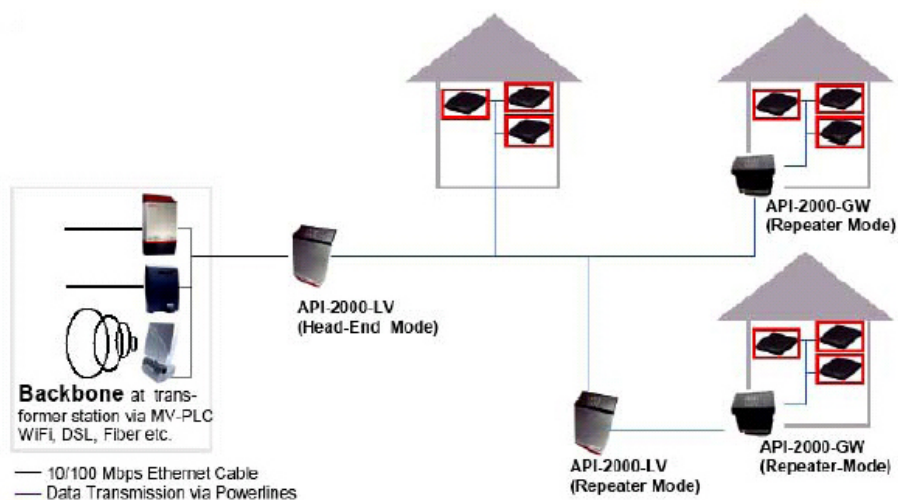 API-2000-GW
(Repeater Mode)
API-2000-LV
(Head-End Mode)
Backbone at trans-
former station via MV-PLC
WiFi, DSL, Fiber etc.
API-2000-LV
(Repeater Mode)
API-2000-GW
(Repeater-Mode)
10/100 Mbps Ethernet Cable
Data Transmission via Powerlines